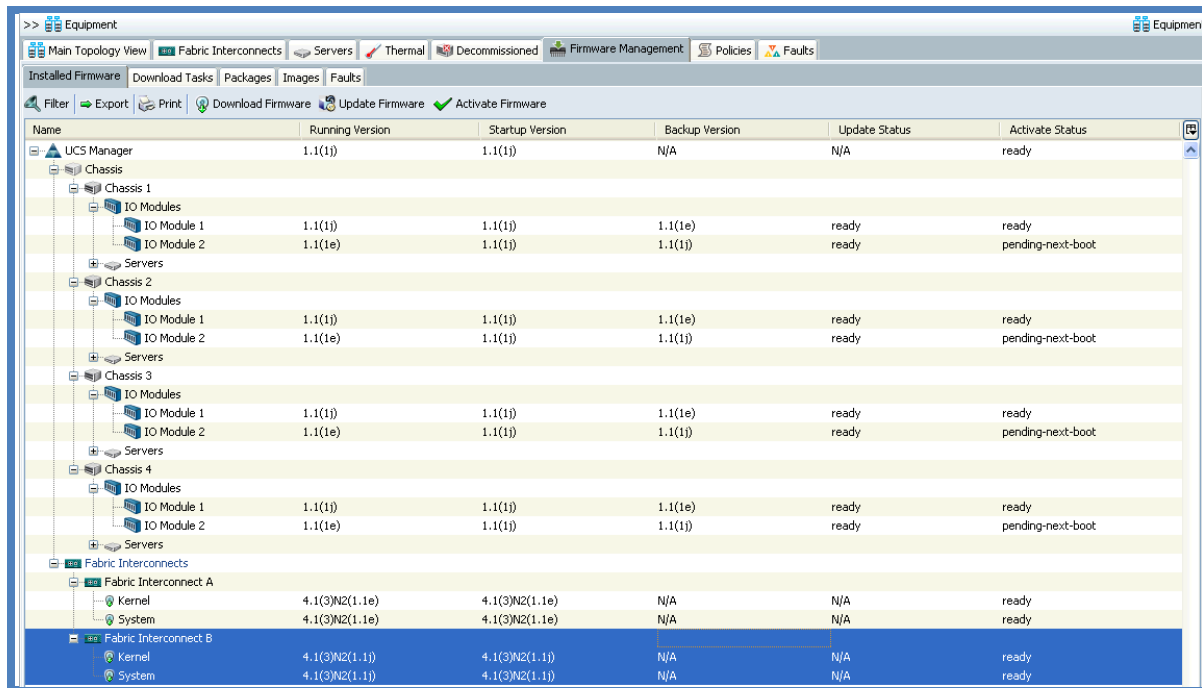 >> Equipment Equipmen
Main Topology View Fabric Interconnects Servers Thermal Decommissioned Firmware Management Policies Faults
Installed Firmware Download Tasks Packages Images Faults
Filter Export Print Download Firmware Update Firmware Activate Firmware
Name Running Version Startup Version Backup Version Update Status Activate Status
UCS Manager 1.1(1j) 1.1(1j) N/A N/A ready
Chassis
Chassis 1
IO Modules
IO Module 1 1.1(1j) 1.1(1j) 1.1(1e) ready ready
IO Module 2 1.1(1e) 1.1(1j) 1.1(1j) ready pending-next-boot
Servers
Chassis 2
IO Modules
IO Module 1 1.1(1j) 1.1(1j) 1.1(1e) ready ready
IO Module 2 1.1(1e) 1.1(1j) 1.1(1j) ready pending-next-boot
Servers
Chassis 3
IO Modules
IO Module 1 1.1(1j) 1.1(1j) 1.1(1e) ready ready
IO Module 2 1.1(1e) 1.1(1j) 1.1(1j) ready pending-next-boot
Servers
Chassis 4
IO Modules
IO Module 1 1.1(1j) 1.1(1j) 1.1(1e) ready ready
IO Module 2 1.1(1e) 1.1(1j) 1.1(1j) ready pending-next-boot
Servers
Fabric Interconnects
Fabric Interconnect A
Kernel 4.1(3)N2(1.1e) 4.1(3)N2(1.1e) N/A N/A ready
System 4.1(3)N2(1.1e) 4.1(3)N2(1.1e) N/A N/A ready
Fabric Interconnect B
Kernel 4.1(3)N2(1.1j) 4.1(3)N2(1.1j) N/A N/A ready
System 4.1(3)N2(1.1j) 4.1(3)N2(1.1j) N/A N/A ready